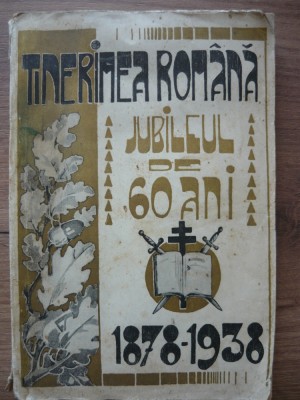 TINERIMEA ROMÂNĂ
JUBILEUL
DE
60 ANI
1878-1938